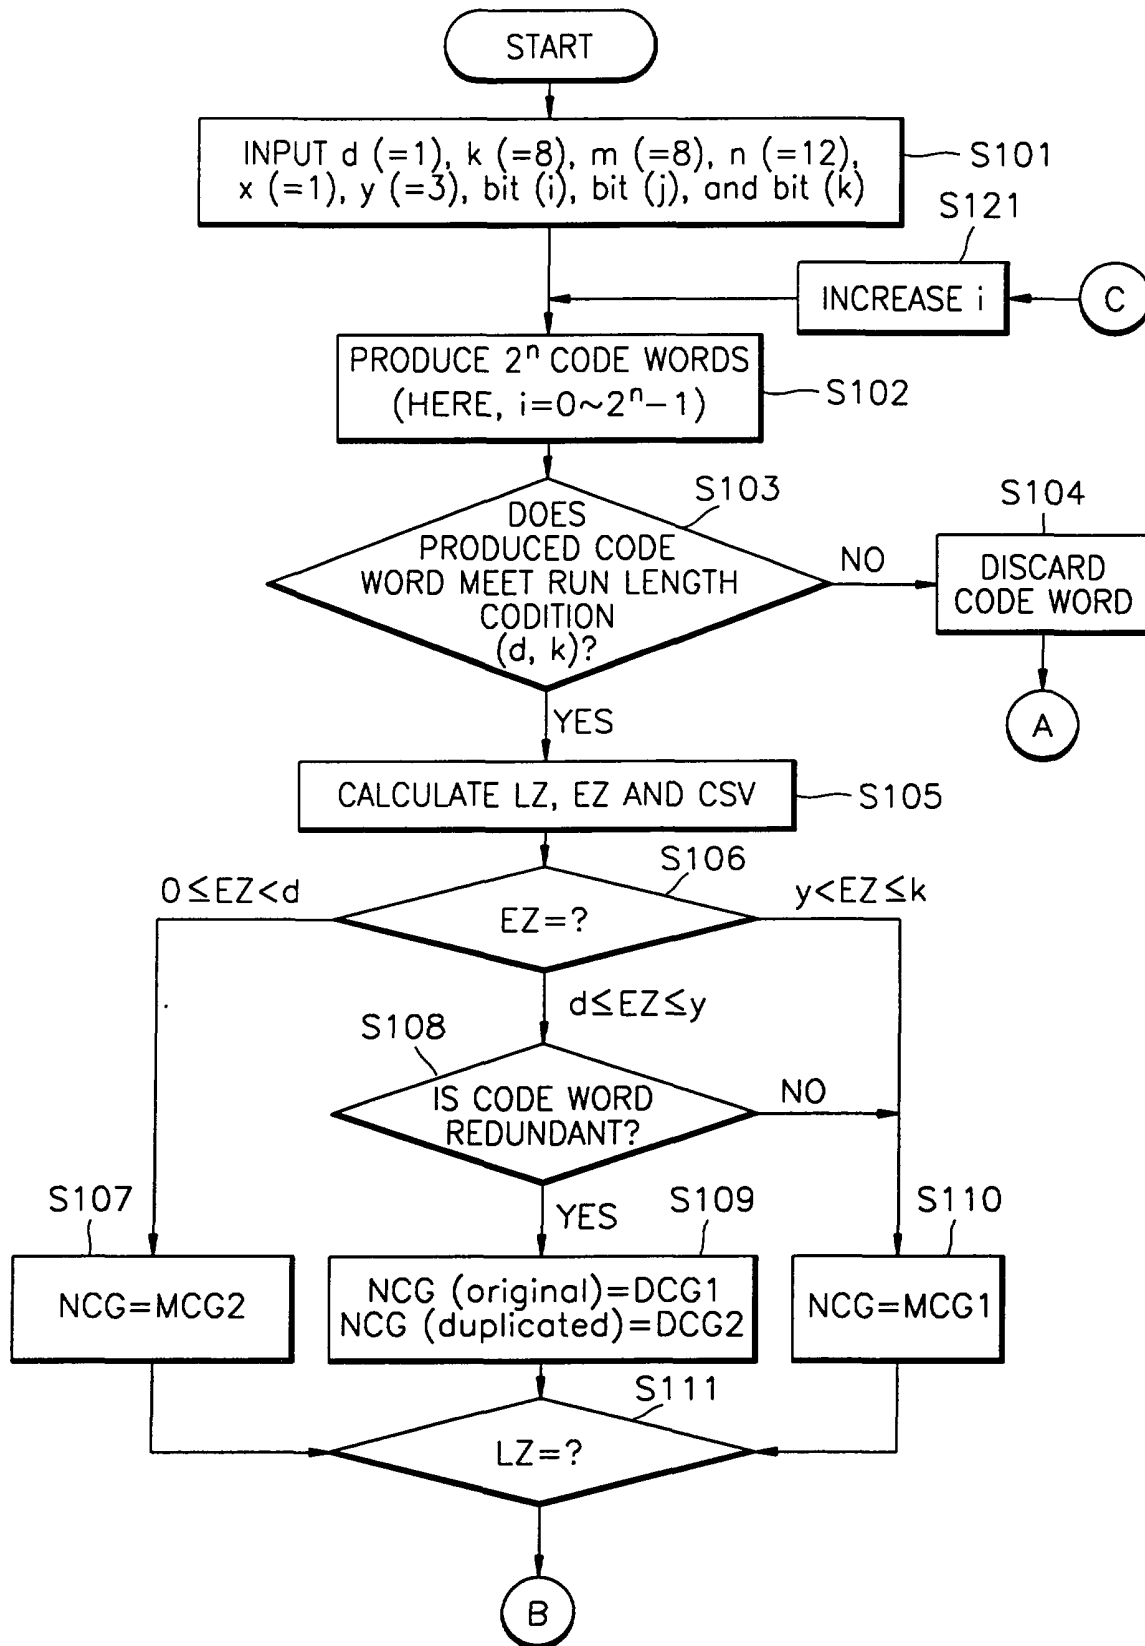 START
INPUT d (=1), k (=8), m (=8), n (=12),
x (=1), y (=3), bit (i), bit (j), and bit (k)
S101
S121
INCREASE i
C
PRODUCE 2ⁿ CODE WORDS
(HERE, i=0~2ⁿ-1)
S102
S103
DOES
PRODUCED CODE
WORD MEET RUN LENGTH
CODITION
(d, k)?
NO
S104
DISCARD
CODE WORD
A
YES
CALCULATE LZ, EZ AND CSV
S105
S106
0≤EZ<d
EZ=?
y<EZ≤k
d≤EZ≤y
S108
IS CODE WORD
REDUNDANT?
NO
YES
S107
NCG=MCG2
S109
NCG (original)=DCG1
NCG (duplicated)=DCG2
S110
NCG=MCG1
S111
LZ=?
B